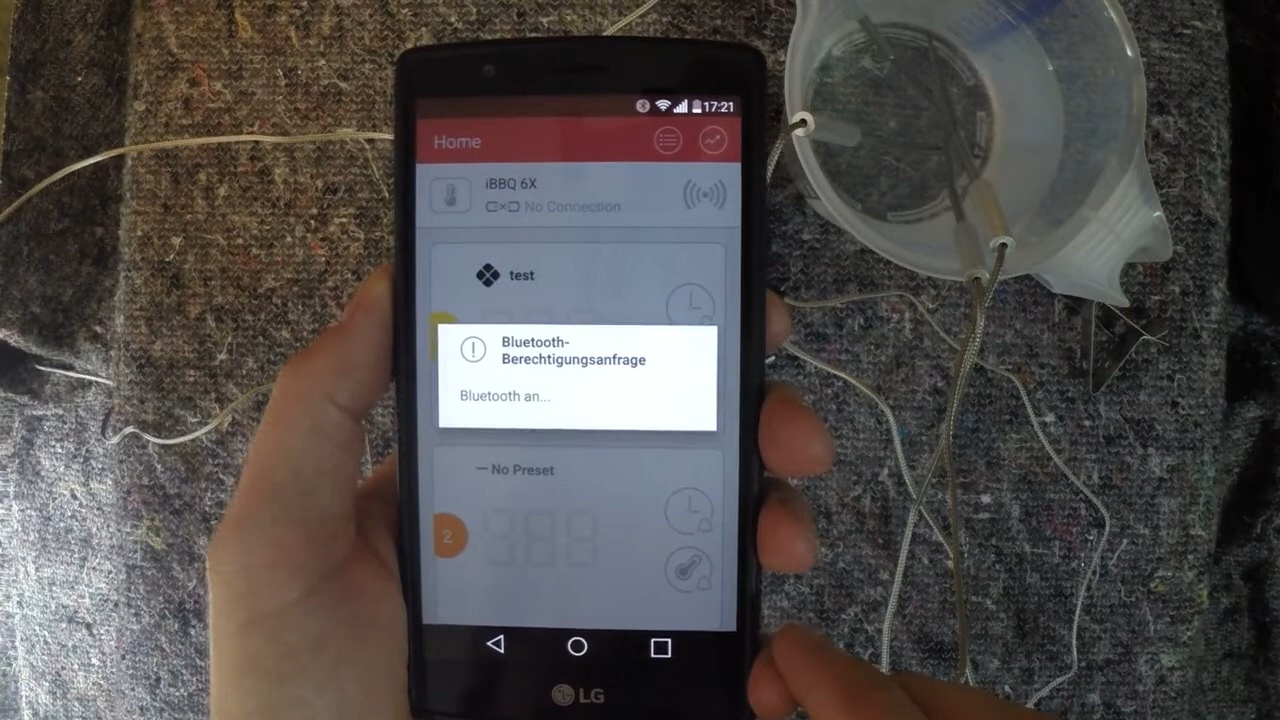 17:21
Home
iBBQ 6X
No Connection
test
Bluetooth-
Berechtigungsanfrage
Bluetooth an...
No Preset
2
LG